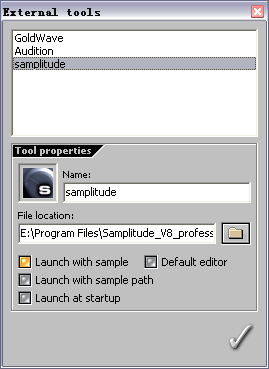 External tools
GoldWave
Audition
samplitude
Tool properties
S
Name:
samplitude
File location:
E:\Program Files\Samplitude_V8_profess
Launch with sample
Default editor
Launch with sample path
Launch at startup